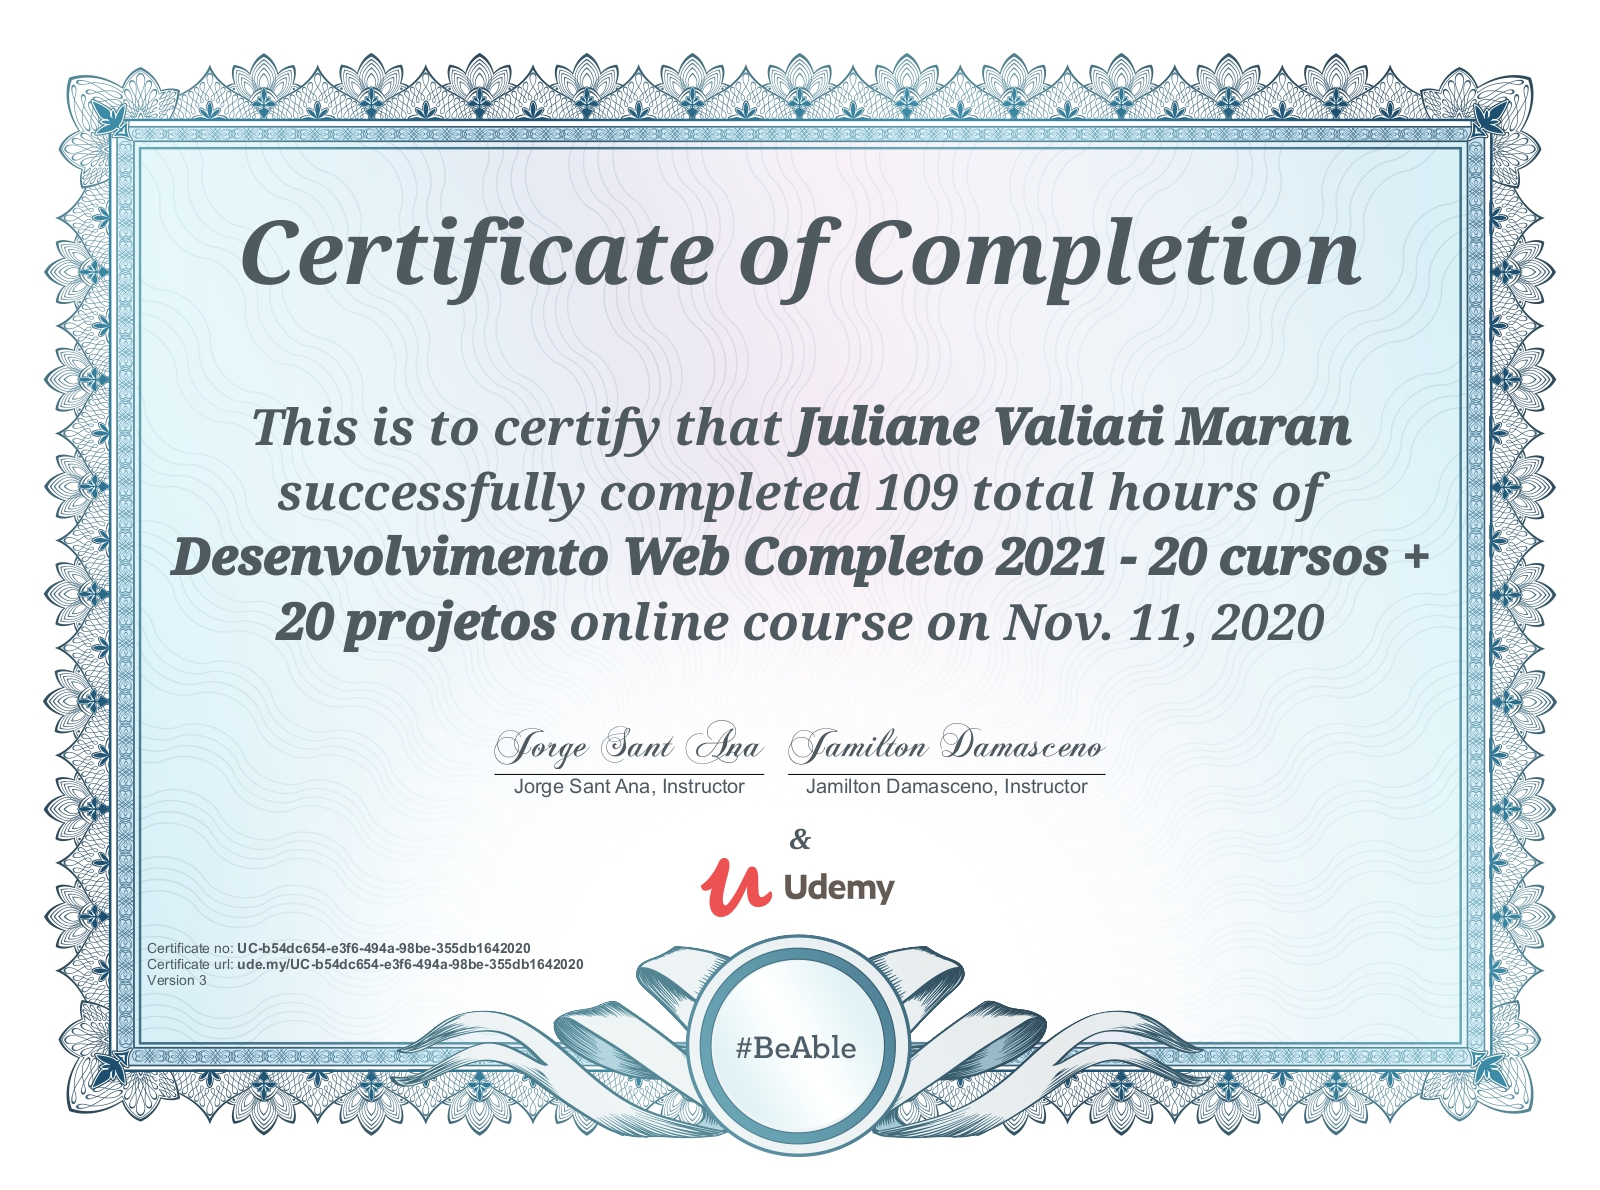 Certificate of Completion
This is to certify that Juliane Valiati Maran
successfully completed 109 total hours of
Desenvolvimento Web Completo 2021 - 20 cursos +
20 projetos online course on Nov. 11, 2020
Jorge Sant Ana Jamilton Damasceno
Jorge Sant Ana, Instructor Jamilton Damasceno, Instructor
&
Udemy
Certificate no: UC-b54dc654-e3f6-494a-98be-355db1642020
Certificate url: ude.my/UC-b54dc654-e3f6-494a-98be-355db1642020
Version 3
#BeAble